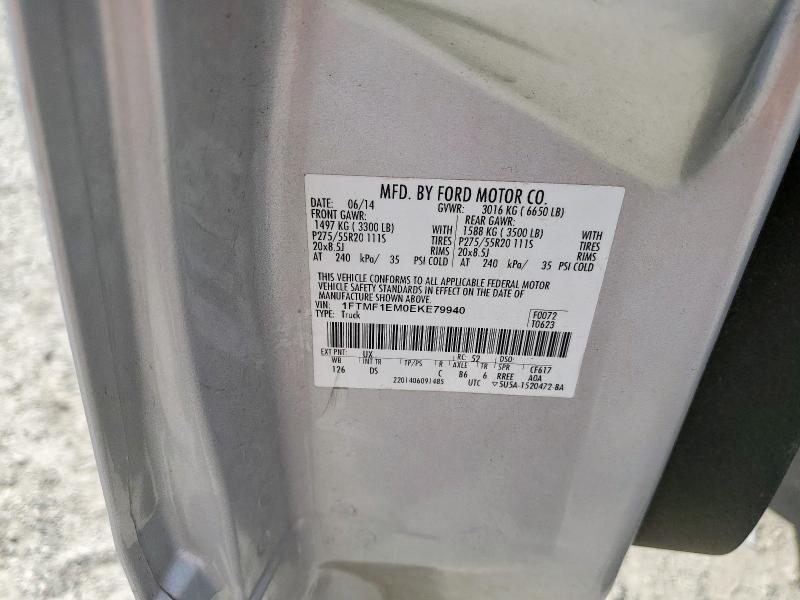 MFD. BY FORD MOTOR CO.
DATE: 06/14 GVWR: 3016 KG ( 6650 LB)
FRONT GAWR: REAR GAWR:
1497 KG ( 3300 LB) WITH 1588 KG ( 3500 LB) WITH
P275/55R20 111S TIRES P275/55R20 111S TIRES
20x8.5J RIMS 20x8.5J RIMS
AT 240 kPa/ 35 PSI COLD AT 240 kPa/ 35 PSI COLD
THIS VEHICLE CONFORMS TO ALL APPLICABLE FEDERAL MOTOR
VEHICLE SAFETY STANDARDS IN EFFECT ON THE DATE OF
MANUFACTURE SHOWN ABOVE.
VIN: 1FTMF1EM0EKE79940 F0072
TYPE: Truck T0623
EXT PNT: UX RC: 52 DSO:
WB INT TR TP/PS R AXLE TR SPR CF617
126 DS C B6 6 RREE AOA
2201406091485 UTC ▽5U5A-1520472-BA